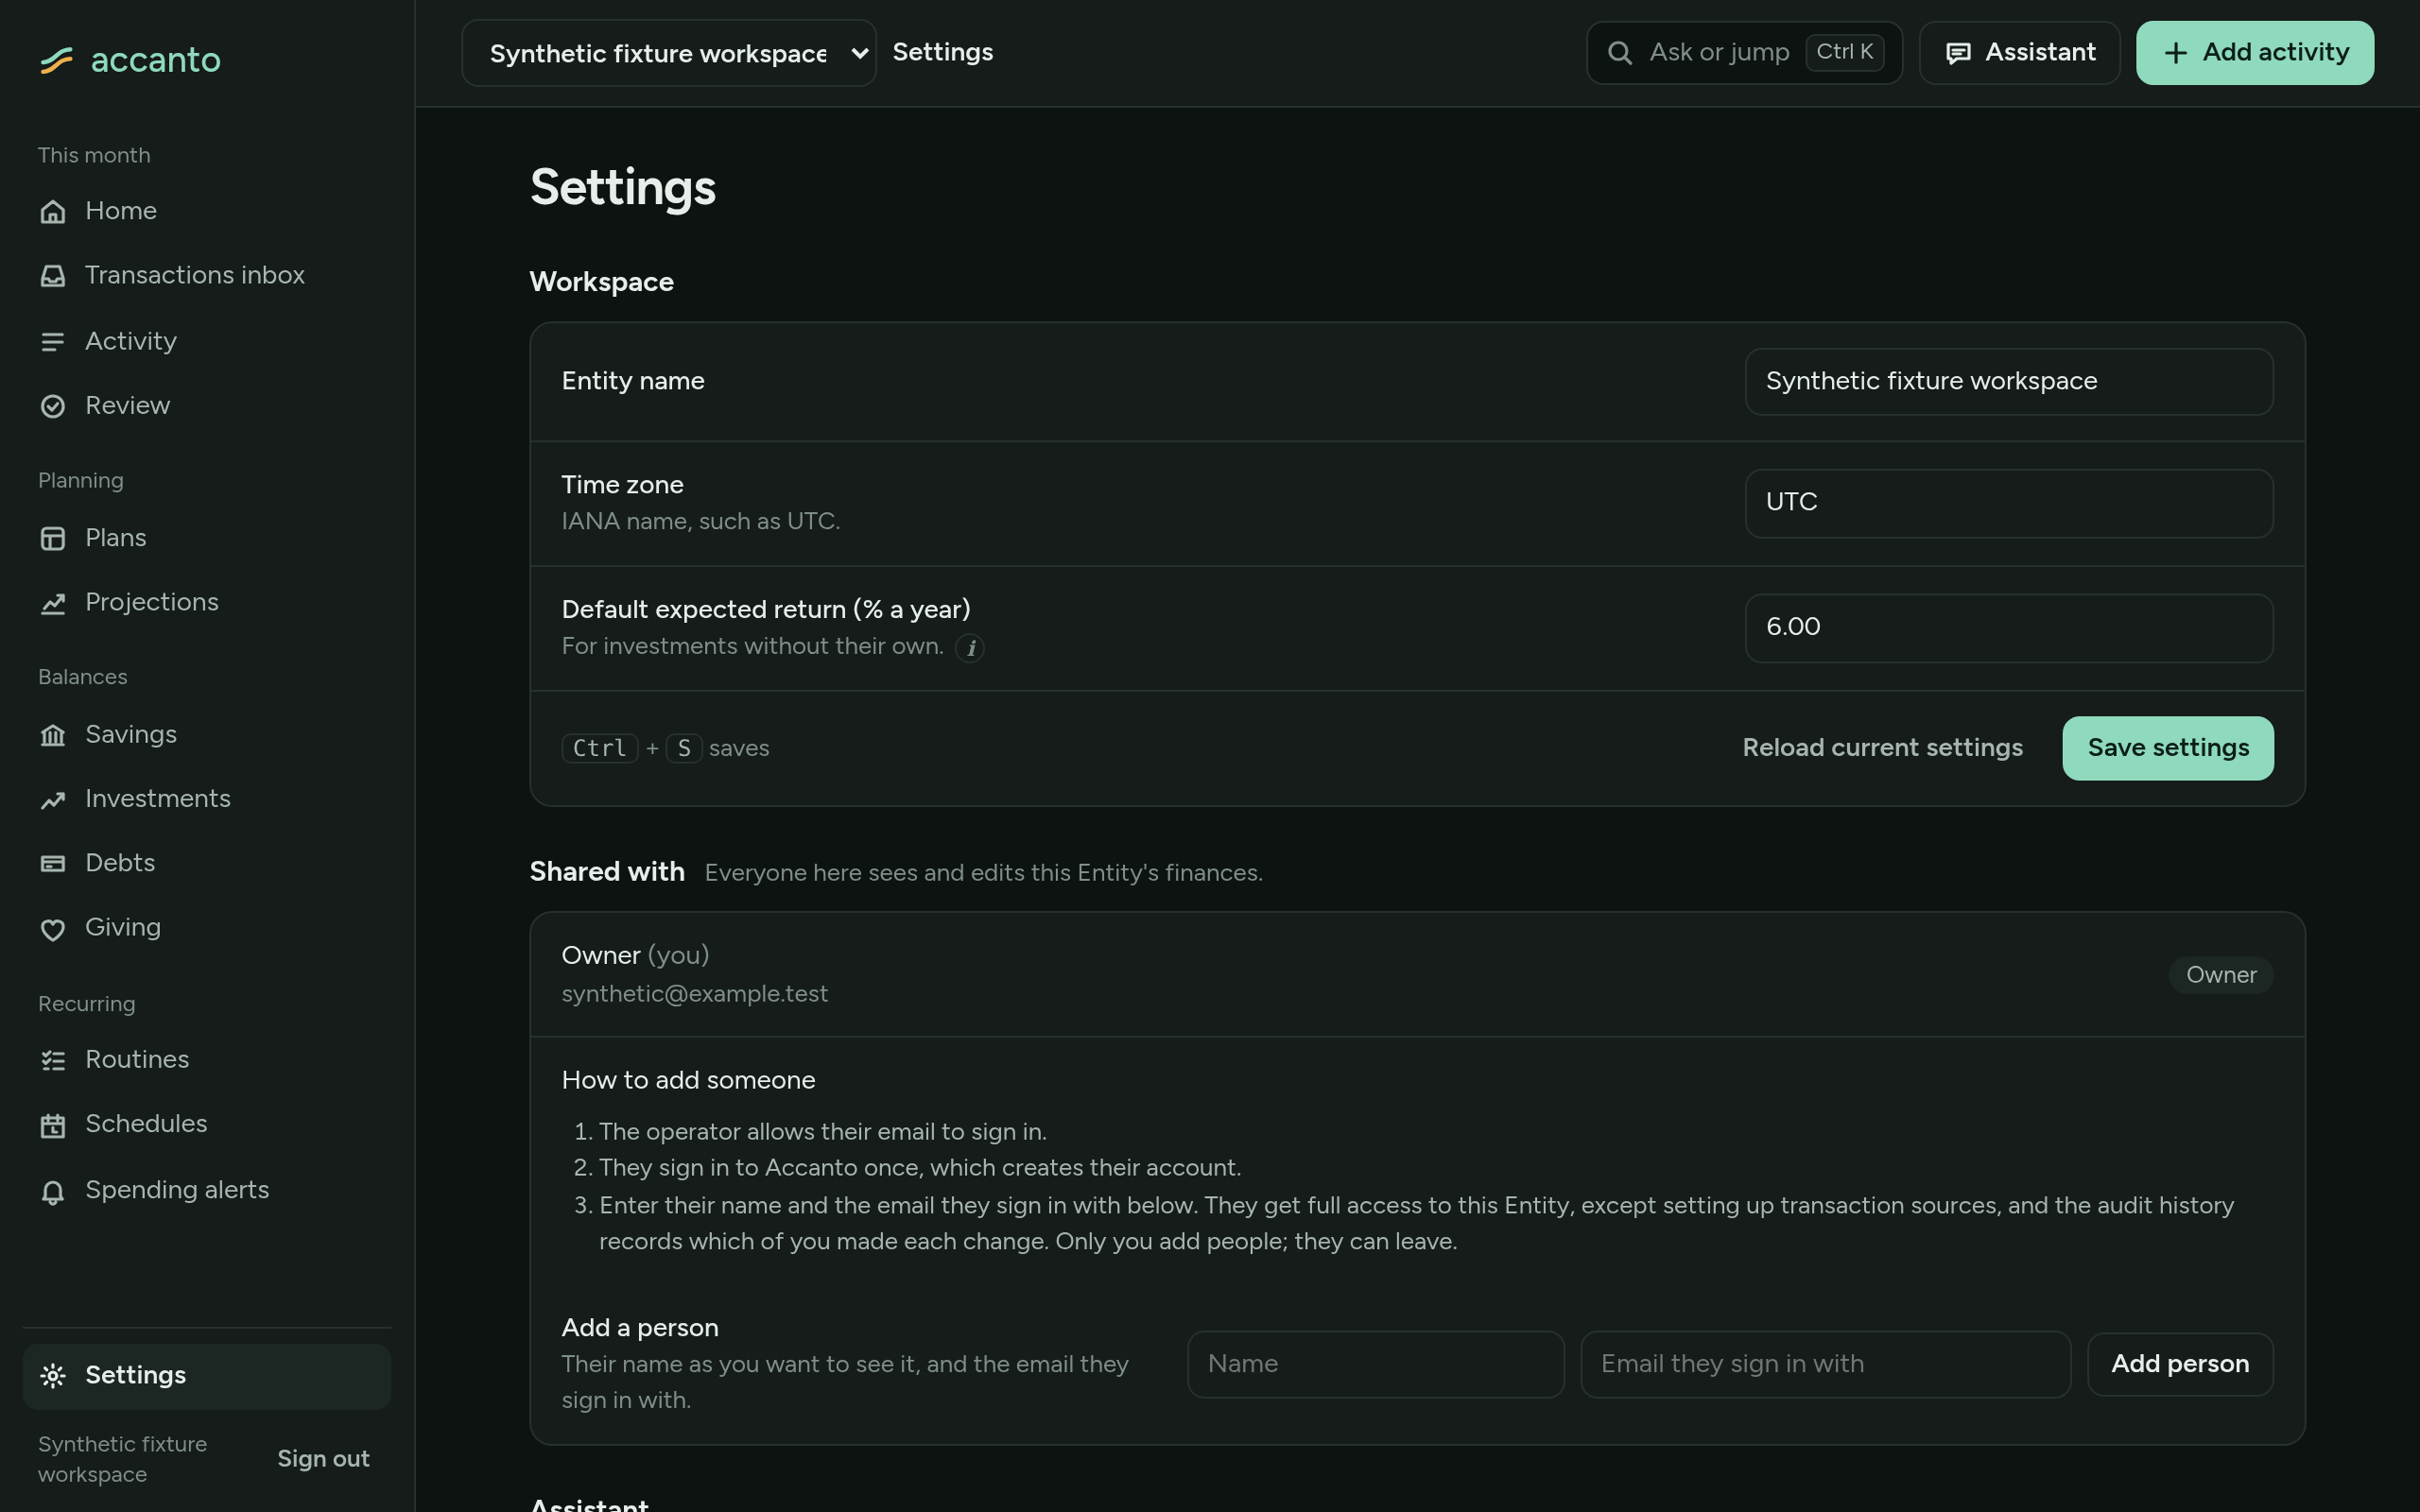 accanto
This month
Home
Transactions inbox
Activity
Review
Planning
Plans
Projections
Balances
Savings
Investments
Debts
Giving
Recurring
Routines
Schedules
Spending alerts
Settings
Synthetic fixture
workspace
Sign out
Synthetic fixture workspace
Settings
Ask or jump
Ctrl K
Assistant
Add activity
Settings
Workspace
Entity name
Synthetic fixture workspace
Time zone
IANA name, such as UTC.
UTC
Default expected return (% a year)
For investments without their own. i
6.00
Ctrl + S saves
Reload current settings
Save settings
Shared with Everyone here sees and edits this Entity's finances.
Owner (you)
synthetic@example.test
Owner
How to add someone
1. The operator allows their email to sign in.
2. They sign in to Accanto once, which creates their account.
3. Enter their name and the email they sign in with below. They get full access to this Entity, except setting up transaction sources, and the audit history
records which of you made each change. Only you add people; they can leave.
Add a person
Their name as you want to see it, and the email they
sign in with.
Name
Email they sign in with
Add person
Assistant